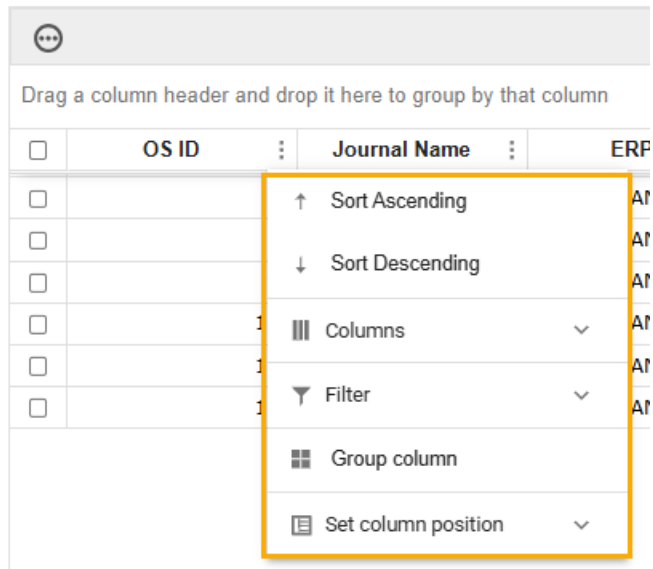 Drag a column header and drop it here to group by that column
OS ID Journal Name ERP
Sort Ascending
Sort Descending
Columns
Filter
Group column
Set column position